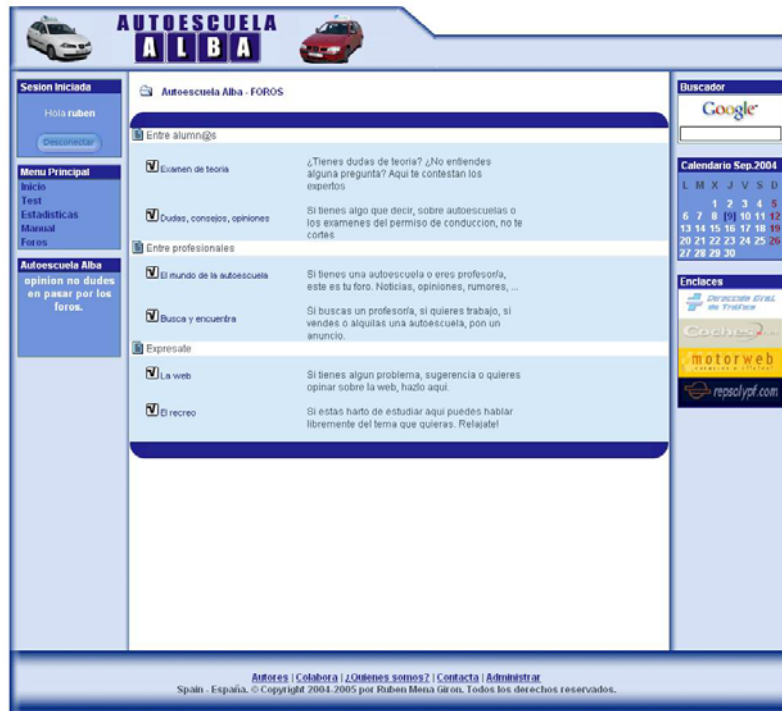 AUTOESCUELA
ALBA
Sesion Iniciada
Hola ruben
Desconectar
Menu Principal
Inicio
Test
Estadisticas
Manual
Foros
Autoescuela Alba
opinion no dudes
en pasar por los
foros.
Autoescuela Alba - FOROS
Entre alumn@s
Examen de teoria
¿Tienes dudas de teoria? ¿No entiendes
alguna pregunta? Aqui te contestan los
expertos
Dudas, consejos, opiniones
Si tienes algo que decir, sobre autoescuelas o
los examenes del permiso de conduccion, no te
cortes
Entre profesionales
El mundo de la autoescuela
Si tienes una autoescuela o eres profesor/a,
este es tu foro. Noticias, opiniones, rumores, ...
Busca y encuentra
Si buscas un profesor/a, si quieres trabajo, si
vendes o alquilas una autoescuela, pon un
anuncio.
Expresate
La web
Si tienes algun problema, sugerencia o quieres
opinar sobre la web, hazlo aqui.
El recreo
Si estas harto de estudiar aqui puedes hablar
libremente del tema que quieras. Relajate!
Buscador
Google
Calendario Sep.2004
L M X J V S D
1 2 3 4 5
6 7 8 [9] 10 11 12
13 14 15 16 17 18 19
20 21 22 23 24 25 26
27 28 29 30
Enlaces
Dirección Gral.
de Tráfico
Coches
motorweb
repsolypf.com
Autores | Colabora | ¿Quienes somos? | Contacta | Administrar
Spain - España. © Copyright 2004-2005 por Ruben Mena Giron. Todos los derechos reservados.